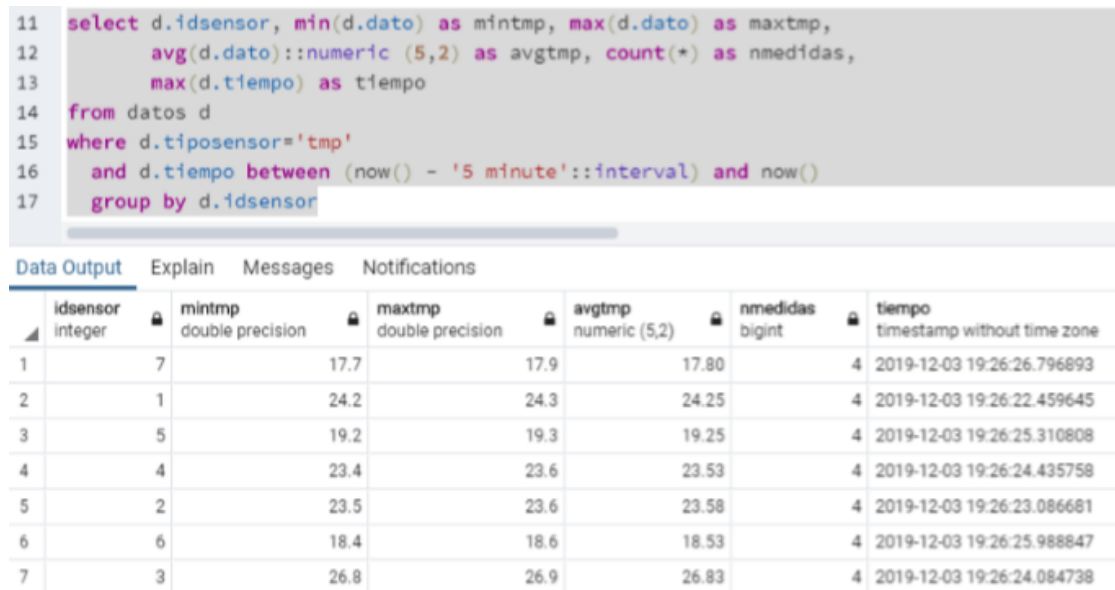 11 select d.idsensor, min(d.dato) as mintmp, max(d.dato) as maxtmp,
12 avg(d.dato)::numeric (5,2) as avgtmp, count(*) as nmedidas,
13 max(d.tiempo) as tiempo
14 from datos d
15 where d.tiposensor='tmp'
16 and d.tiempo between (now() - '5 minute'::interval) and now()
17 group by d.idsensor
Data Output Explain Messages Notifications
idsensor mintmp maxtmp avgtmp nmedidas tiempo
integer double precision double precision numeric (5,2) bigint timestamp without time zone
1 7 17.7 17.9 17.80 4 2019-12-03 19:26:26.796893
2 1 24.2 24.3 24.25 4 2019-12-03 19:26:22.459645
3 5 19.2 19.3 19.25 4 2019-12-03 19:26:25.310808
4 4 23.4 23.6 23.53 4 2019-12-03 19:26:24.435758
5 2 23.5 23.6 23.58 4 2019-12-03 19:26:23.086681
6 6 18.4 18.6 18.53 4 2019-12-03 19:26:25.988847
7 3 26.8 26.9 26.83 4 2019-12-03 19:26:24.084738